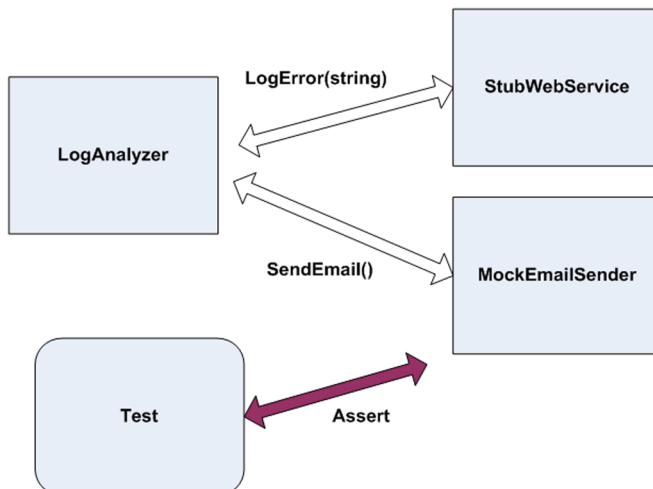 LogError(string)
StubWebService
LogAnalyzer
SendEmail()
MockEmailSender
Test
Assert